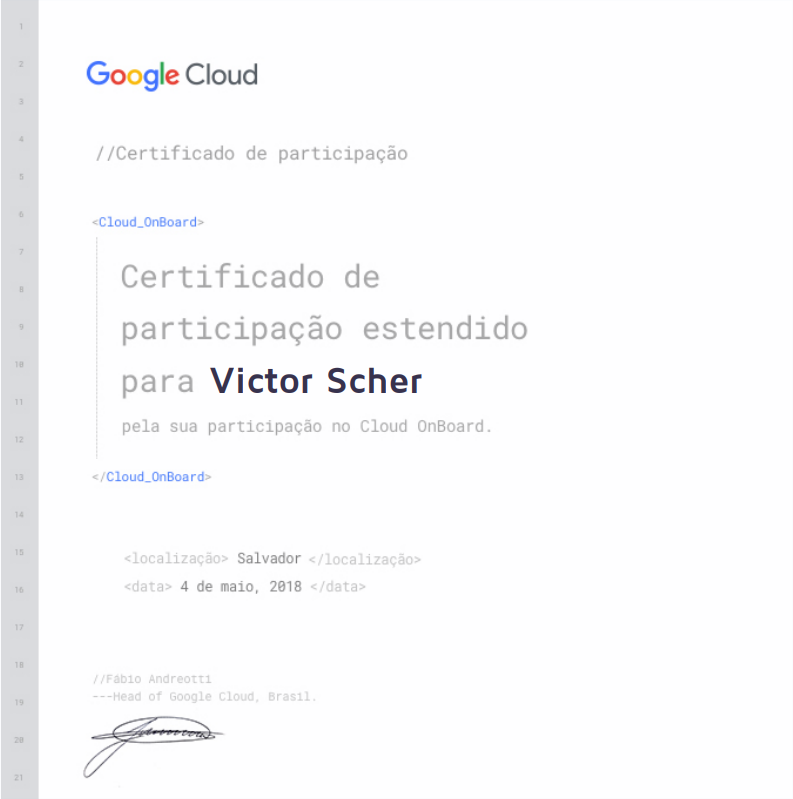 1
2
Google Cloud
3
4
//Certificado de participação
5
6
<Cloud_OnBoard>
7
Certificado de
8
participação estendido
9
10
para Victor Scher
11
pela sua participação no Cloud OnBoard.
12
13
</Cloud_OnBoard>
14
15
<localização> Salvador </localização>
16
<data> 4 de maio, 2018 </data>
17
18
//Fábio Andreotti
---Head of Google Cloud, Brasil.
19
20
21